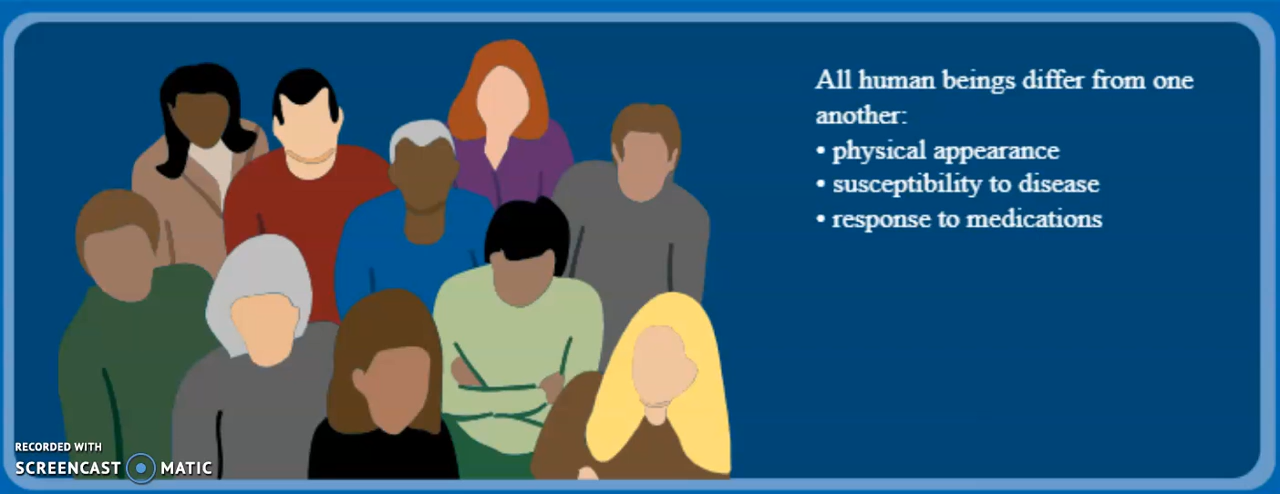 All human beings differ from one
another:
• physical appearance
• susceptibility to disease
• response to medications
RECORDED WITH
SCREENCAST MATIC